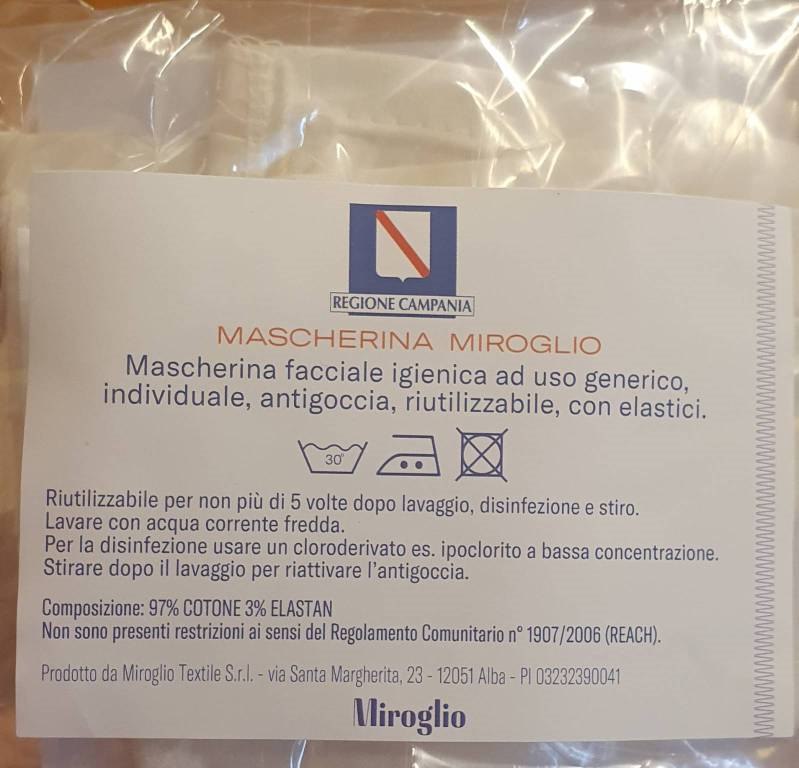 REGIONE CAMPANIA
MASCHERINA MIROGLIO
Mascherina facciale igienica ad uso generico,
individuale, antigoccia, riutilizzabile, con elastici.
30°
Riutilizzabile per non più di 5 volte dopo lavaggio, disinfezione e stiro.
Lavare con acqua corrente fredda.
Per la disinfezione usare un cloroderivato es. ipoclorito a bassa concentrazione.
Stirare dopo il lavaggio per riattivare l'antigoccia.
Composizione: 97% COTONE 3% ELASTAN
Non sono presenti restrizioni ai sensi del Regolamento Comunitario n° 1907/2006 (REACH).
Prodotto da Miroglio Textile S.r.l. - via Santa Margherita, 23 - 12051 Alba - PI 03232390041
Miroglio